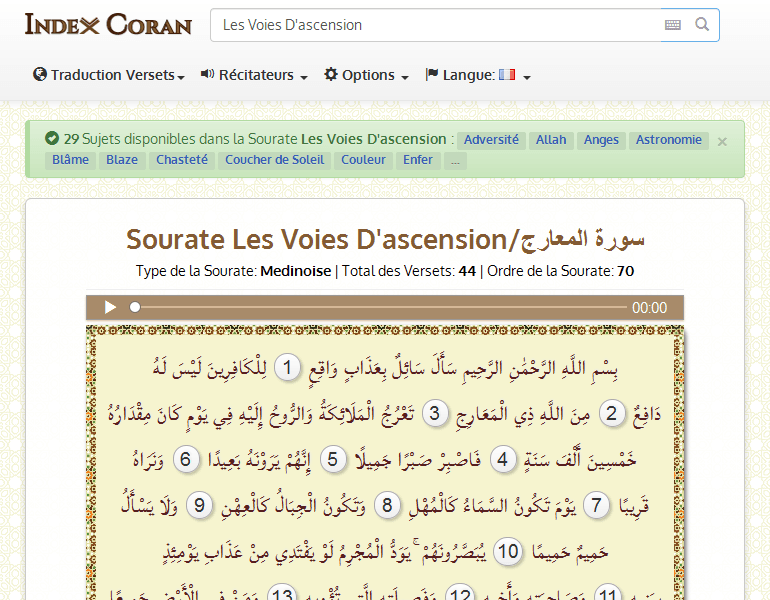 Index Coran
Les Voies D'ascension
Traduction Versets Récitateurs Options Langue:
29 Sujets disponibles dans la Sourate Les Voies D'ascension : Adversité Allah Anges Astronomie ×
Blâme Blaze Chasteté Coucher de Soleil Couleur Enfer ...
Sourate Les Voies D'ascension/سورة المعارج
Type de la Sourate: Medinoise | Total des Versets: 44 | Ordre de la Sourate: 70
00:00
بِسْمِ اللَّهِ الرَّحْمَٰنِ الرَّحِيمِ سَأَلَ سَائِلٌ بِعَذَابٍ وَاقِعٍ 1 لِلْكَافِرِينَ لَيْسَ لَهُ
دَافِعٌ 2 مِنَ اللَّهِ ذِي الْمَعَارِجِ 3 تَعْرُجُ الْمَلَائِكَةُ وَالرُّوحُ إِلَيْهِ فِي يَوْمٍ كَانَ مِقْدَارُهُ
خَمْسِينَ أَلْفَ سَنَةٍ 4 فَاصْبِرْ صَبْرًا جَمِيلًا 5 إِنَّهُمْ يَرَوْنَهُ بَعِيدًا 6 وَنَرَاهُ
قَرِيبًا 7 يَوْمَ تَكُونُ السَّمَاءُ كَالْمُهْلِ 8 وَتَكُونُ الْجِبَالُ كَالْعِهْنِ 9 وَلَا يَسْأَلُ
حَمِيمٌ حَمِيمًا 10 يُبَصَّرُونَهُمْ ۚ يَوَدُّ الْمُجْرِمُ لَوْ يَفْتَدِي مِنْ عَذَابِ يَوْمِئِذٍ
11 12 13